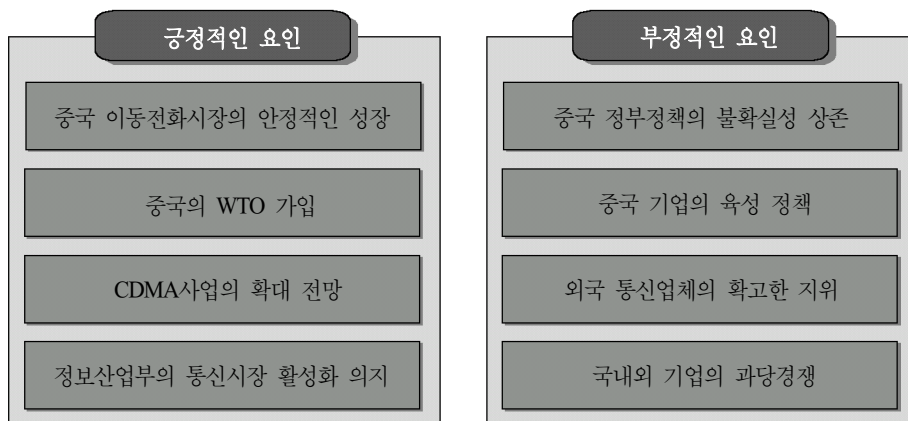 긍정적인 요인
중국 이동전화시장의 안정적인 성장
중국의 WTO 가입
CDMA사업의 확대 전망
정보산업부의 통신시장 활성화 의지
부정적인 요인
중국 정부정책의 불확실성 상존
중국 기업의 육성 정책
외국 통신업체의 확고한 지위
국내외 기업의 과당경쟁